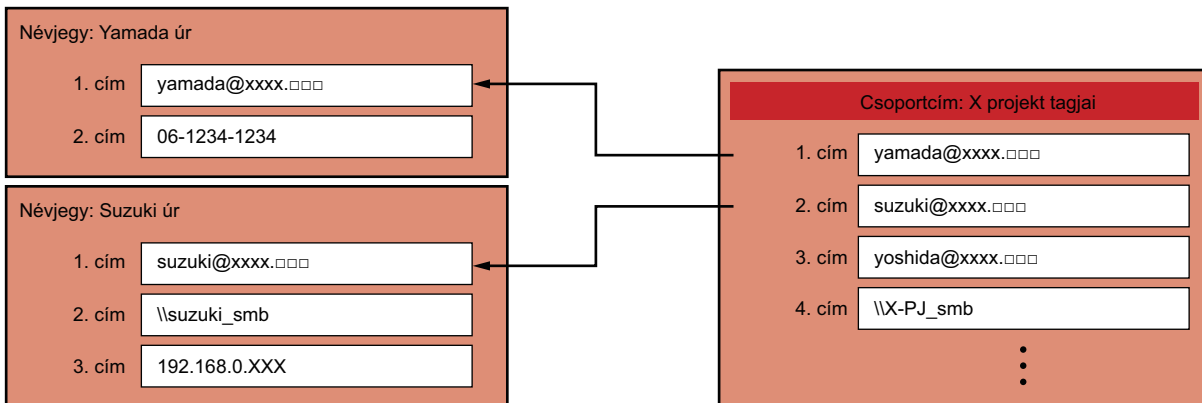 Névjegy: Yamada úr
1. cím yamada@xxxx.□□□
2. cím 06-1234-1234
Névjegy: Suzuki úr
1. cím suzuki@xxxx.□□□
2. cím \\suzuki_smb
3. cím 192.168.0.XXX
Csoportcím: X projekt tagjai
1. cím yamada@xxxx.□□□
2. cím suzuki@xxxx.□□□
3. cím yoshida@xxxx.□□□
4. cím \\X-PJ_smb